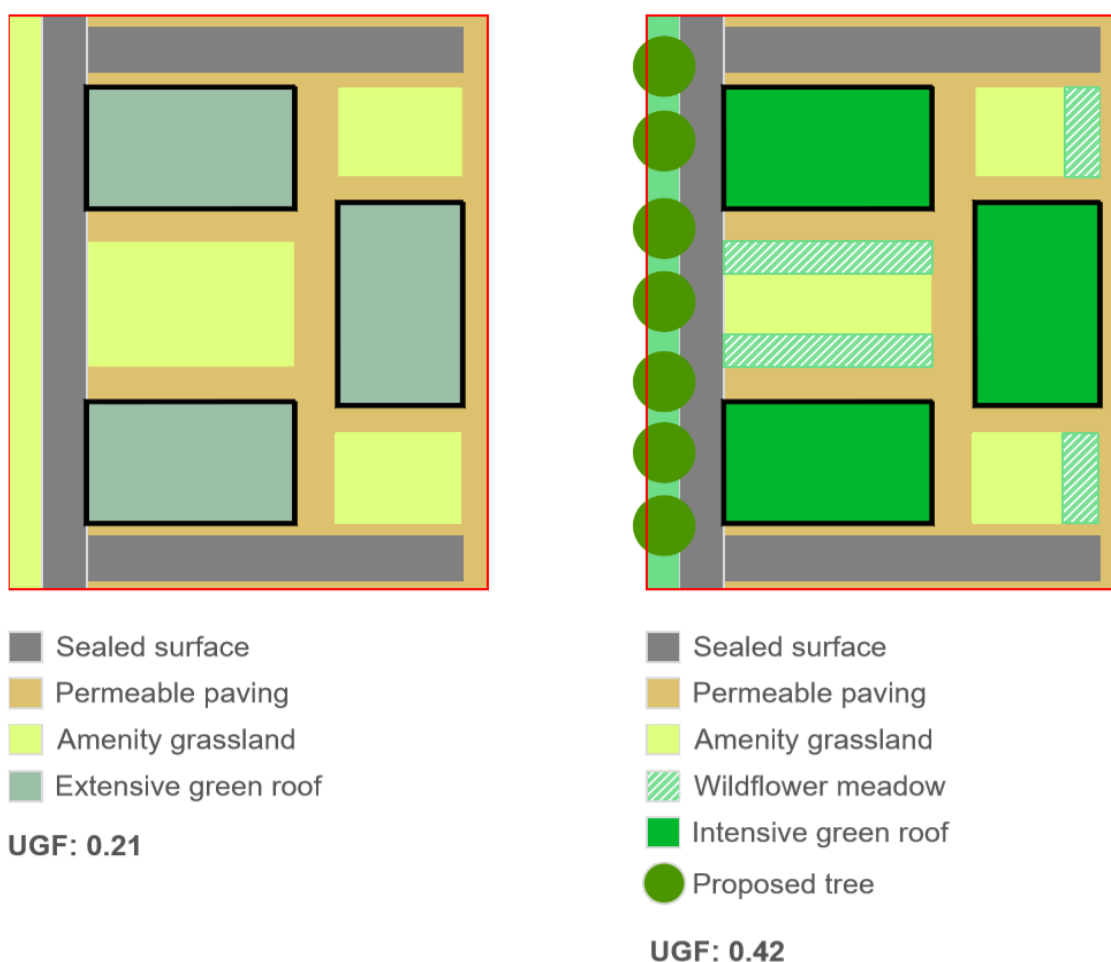 Sealed surface
Permeable paving
Amenity grassland
Extensive green roof
UGF: 0.21
Sealed surface
Permeable paving
Amenity grassland
Wildflower meadow
Intensive green roof
Proposed tree
UGF: 0.42